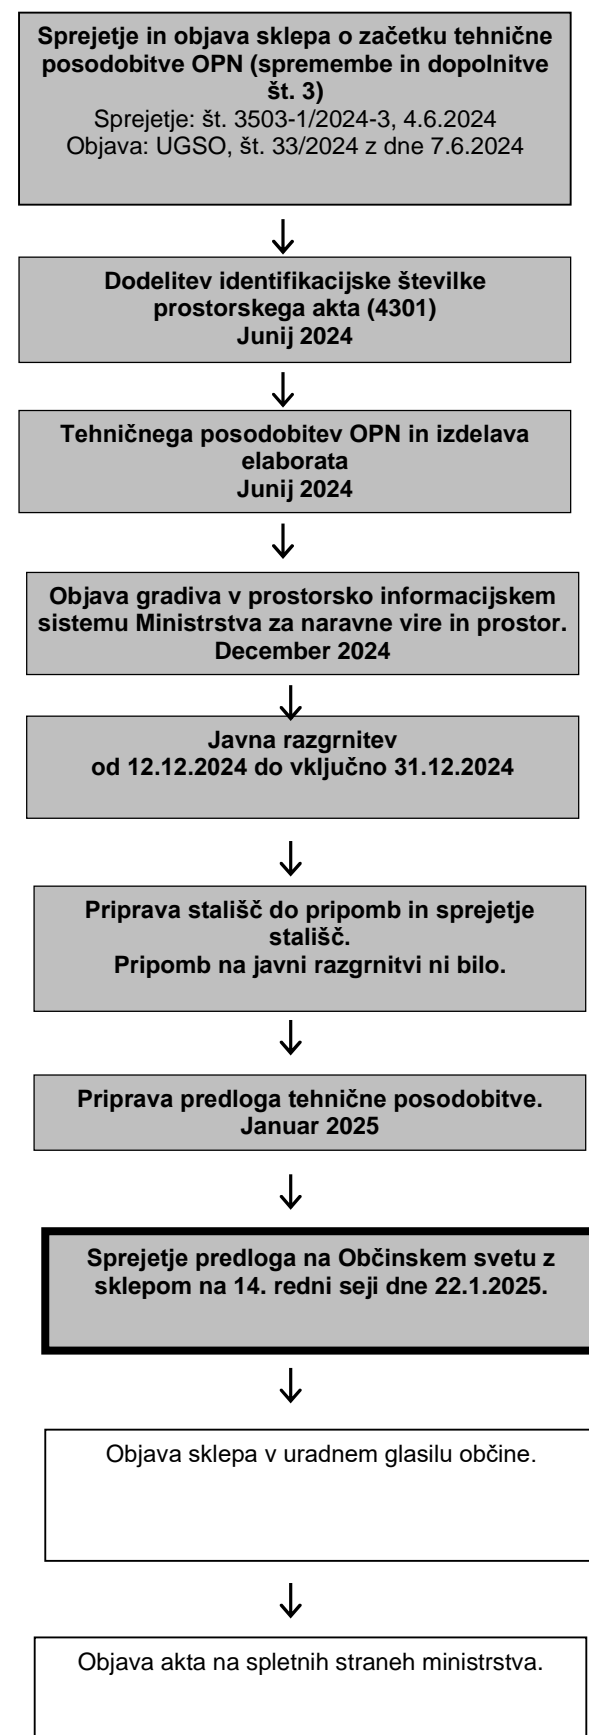 Sprejetje in objava sklepa o začetku tehnične
posodobitve OPN (spremembe in dopolnitve
št. 3)
Sprejetje: št. 3503-1/2024-3, 4.6.2024
Objava: UGSO, št. 33/2024 z dne 7.6.2024
Dodelitev identifikacijske številke
prostorskega akta (4301)
Junij 2024
Tehničnega posodobitev OPN in izdelava
elaborata
Junij 2024
Objava gradiva v prostorsko informacijskem
sistemu Ministrstva za naravne vire in prostor.
December 2024
Javna razgrnitev
od 12.12.2024 do vključno 31.12.2024
Priprava stališč do pripomb in sprejetje
stališč.
Pripomb na javni razgrnitvi ni bilo.
Priprava predloga tehnične posodobitve.
Januar 2025
Sprejetje predloga na Občinskem svetu z
sklepom na 14. redni seji dne 22.1.2025.
Objava sklepa v uradnem glasilu občine.
Objava akta na spletnih straneh ministrstva.